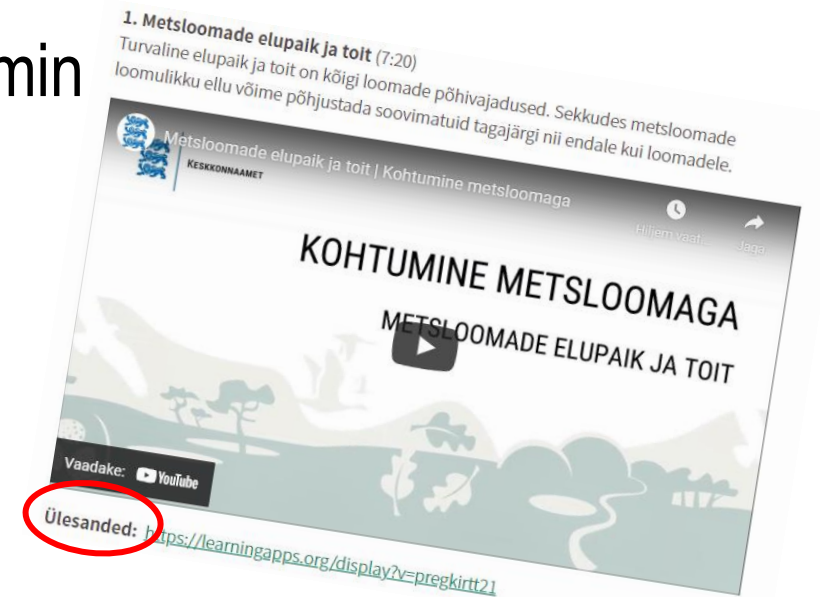 min
1. Metsloomade elupaik ja toit (7:20)
Turvaline elupaik ja toit on kõigi loomade põhivajadused. Sekkudes metsloomade
loomulikku ellu võime põhjustada soovimatuid tagajärgi nii endale kui loomadele.
Metsloomade elupaik ja toit | Kohtumine metsloomaga
KESKKONNAAMET
Hiljem vaat...
Jaga
KOHTUMINE METSLOOMAGA
METSLOOMADE ELUPAIK JA TOIT
Vaadake: YouTube
Ülesanded: https://learningapps.org/display?v=pregkirtt21